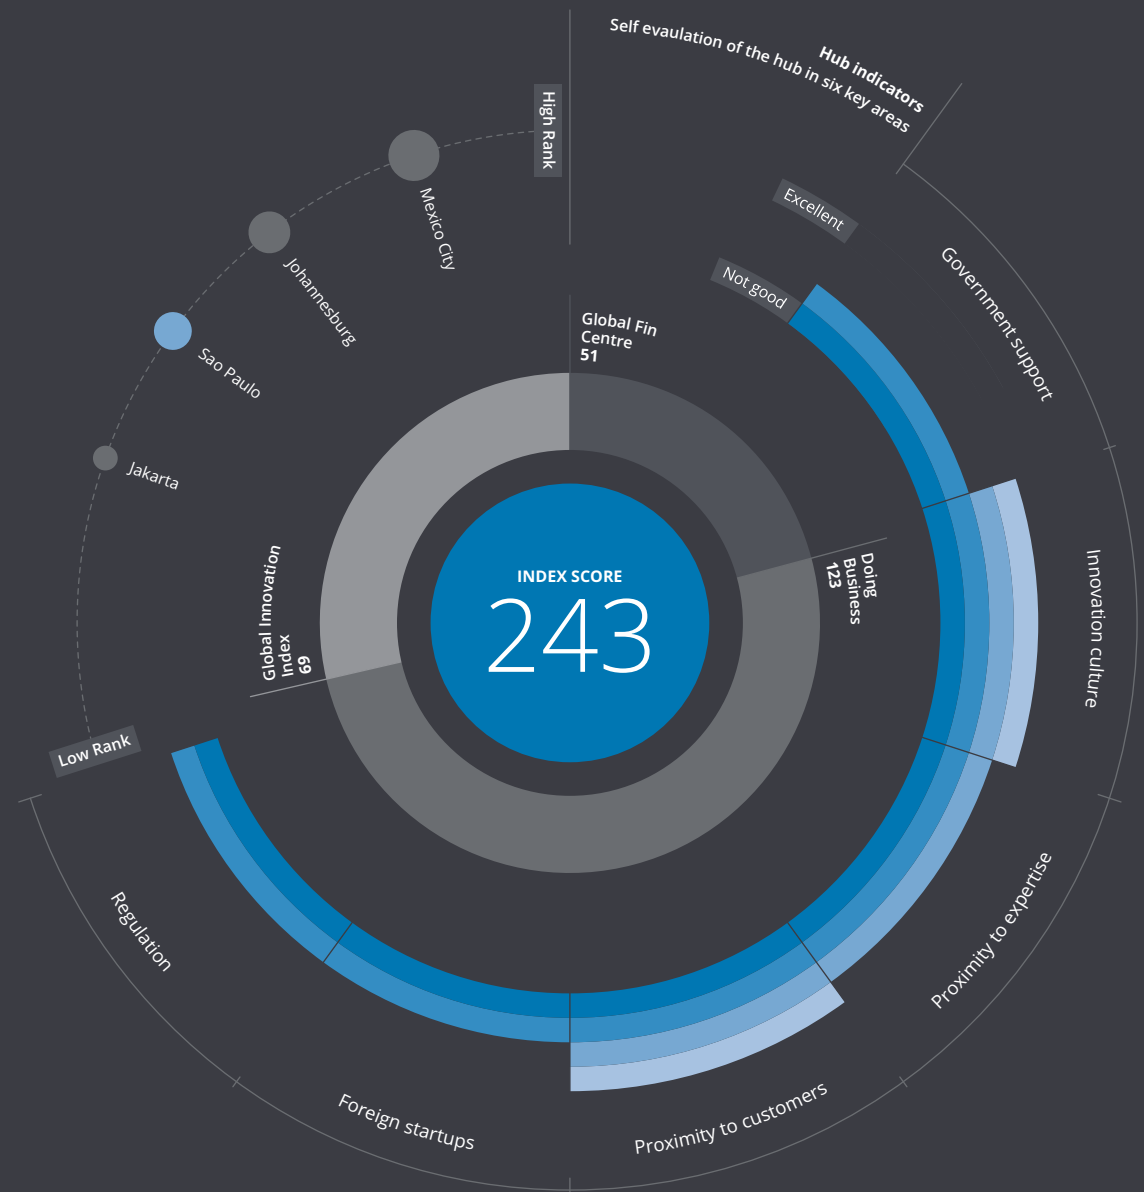 Hub indicators
Self evaulation of the hub in six key areas
High Rank
Mexico City
Johannesburg
Sao Paulo
Jakarta
Low Rank
Excellent
Not good
Government support
Innovation culture
Proximity to expertise
Proximity to customers
Foreign startups
Regulation
Global Fin
Centre
51
Doing
Business
123
Global Innovation
Index
69
INDEX SCORE
243